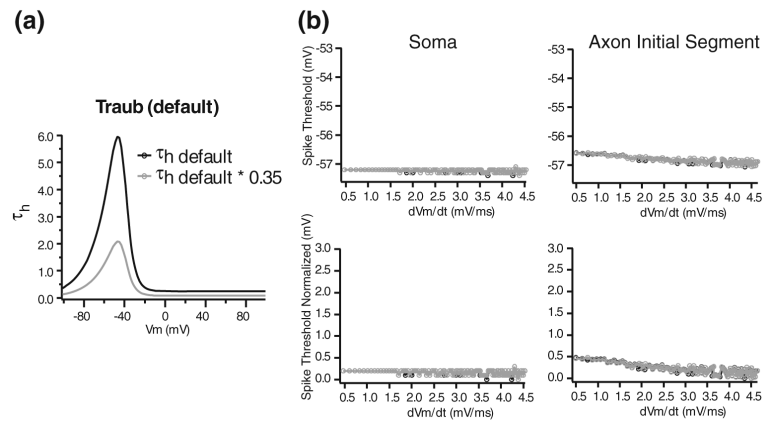 (a)
Traub (default)
τh default
τh default * 0.35
6.0
5.0
4.0
3.0
2.0
1.0
0.0
τh
-80 -40 0 40 80
Vm (mV)
(b)
Soma
Spike Threshold (mV)
-53
-54
-55
-56
-57
0.5 1.0 1.5 2.0 2.5 3.0 3.5 4.0 4.5
dVm/dt (mV/ms)
Axon Initial Segment
-53
-54
-55
-56
-57
0.5 1.0 1.5 2.0 2.5 3.0 3.5 4.0 4.5
dVm/dt (mV/ms)
Spike Threshold Normalized (mV)
3.0
2.5
2.0
1.5
1.0
0.5
0.0
0.5 1.0 1.5 2.0 2.5 3.0 3.5 4.0 4.5
dVm/dt (mV/ms)
3.0
2.5
2.0
1.5
1.0
0.5
0.0
0.5 1.0 1.5 2.0 2.5 3.0 3.5 4.0 4.5
dVm/dt (mV/ms)